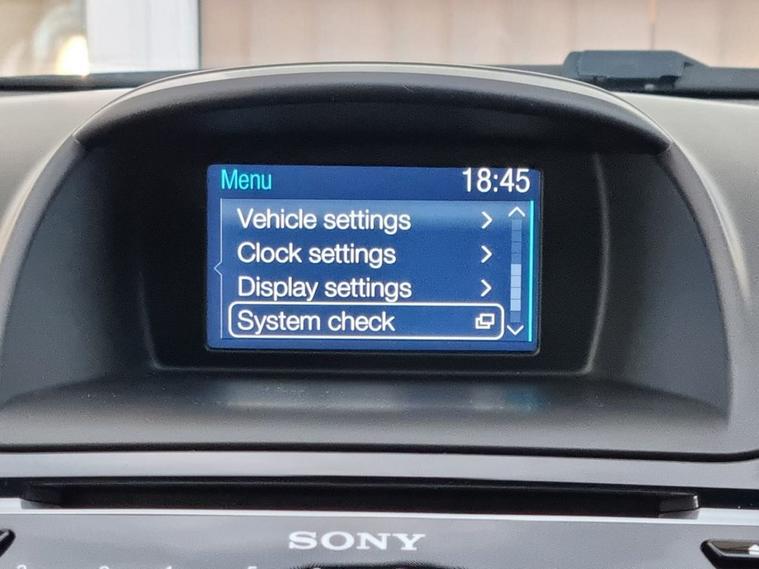 Menu 18:45
Vehicle settings
Clock settings
Display settings
System check
SONY